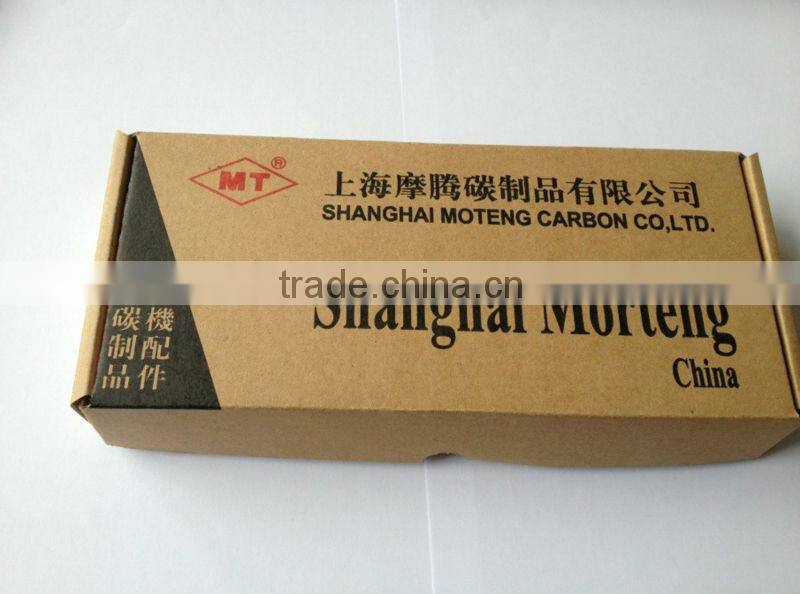 MT®
上海摩腾碳制品有限公司
SHANGHAI MOTENG CARBON CO,LTD.
trade.china.cn
Shanghai Morteng
China
機配件
碳制品